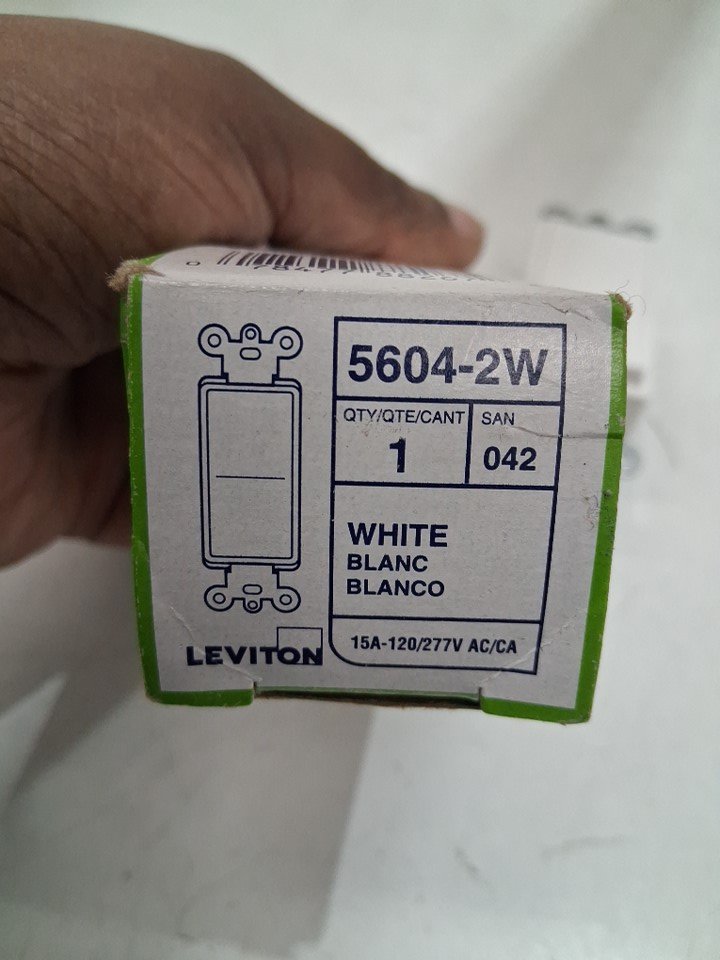 5604-2W
QTY/QTE/CANT
1
SAN
042
WHITE
BLANC
BLANCO
15A-120/277V AC/CA
LEVITON